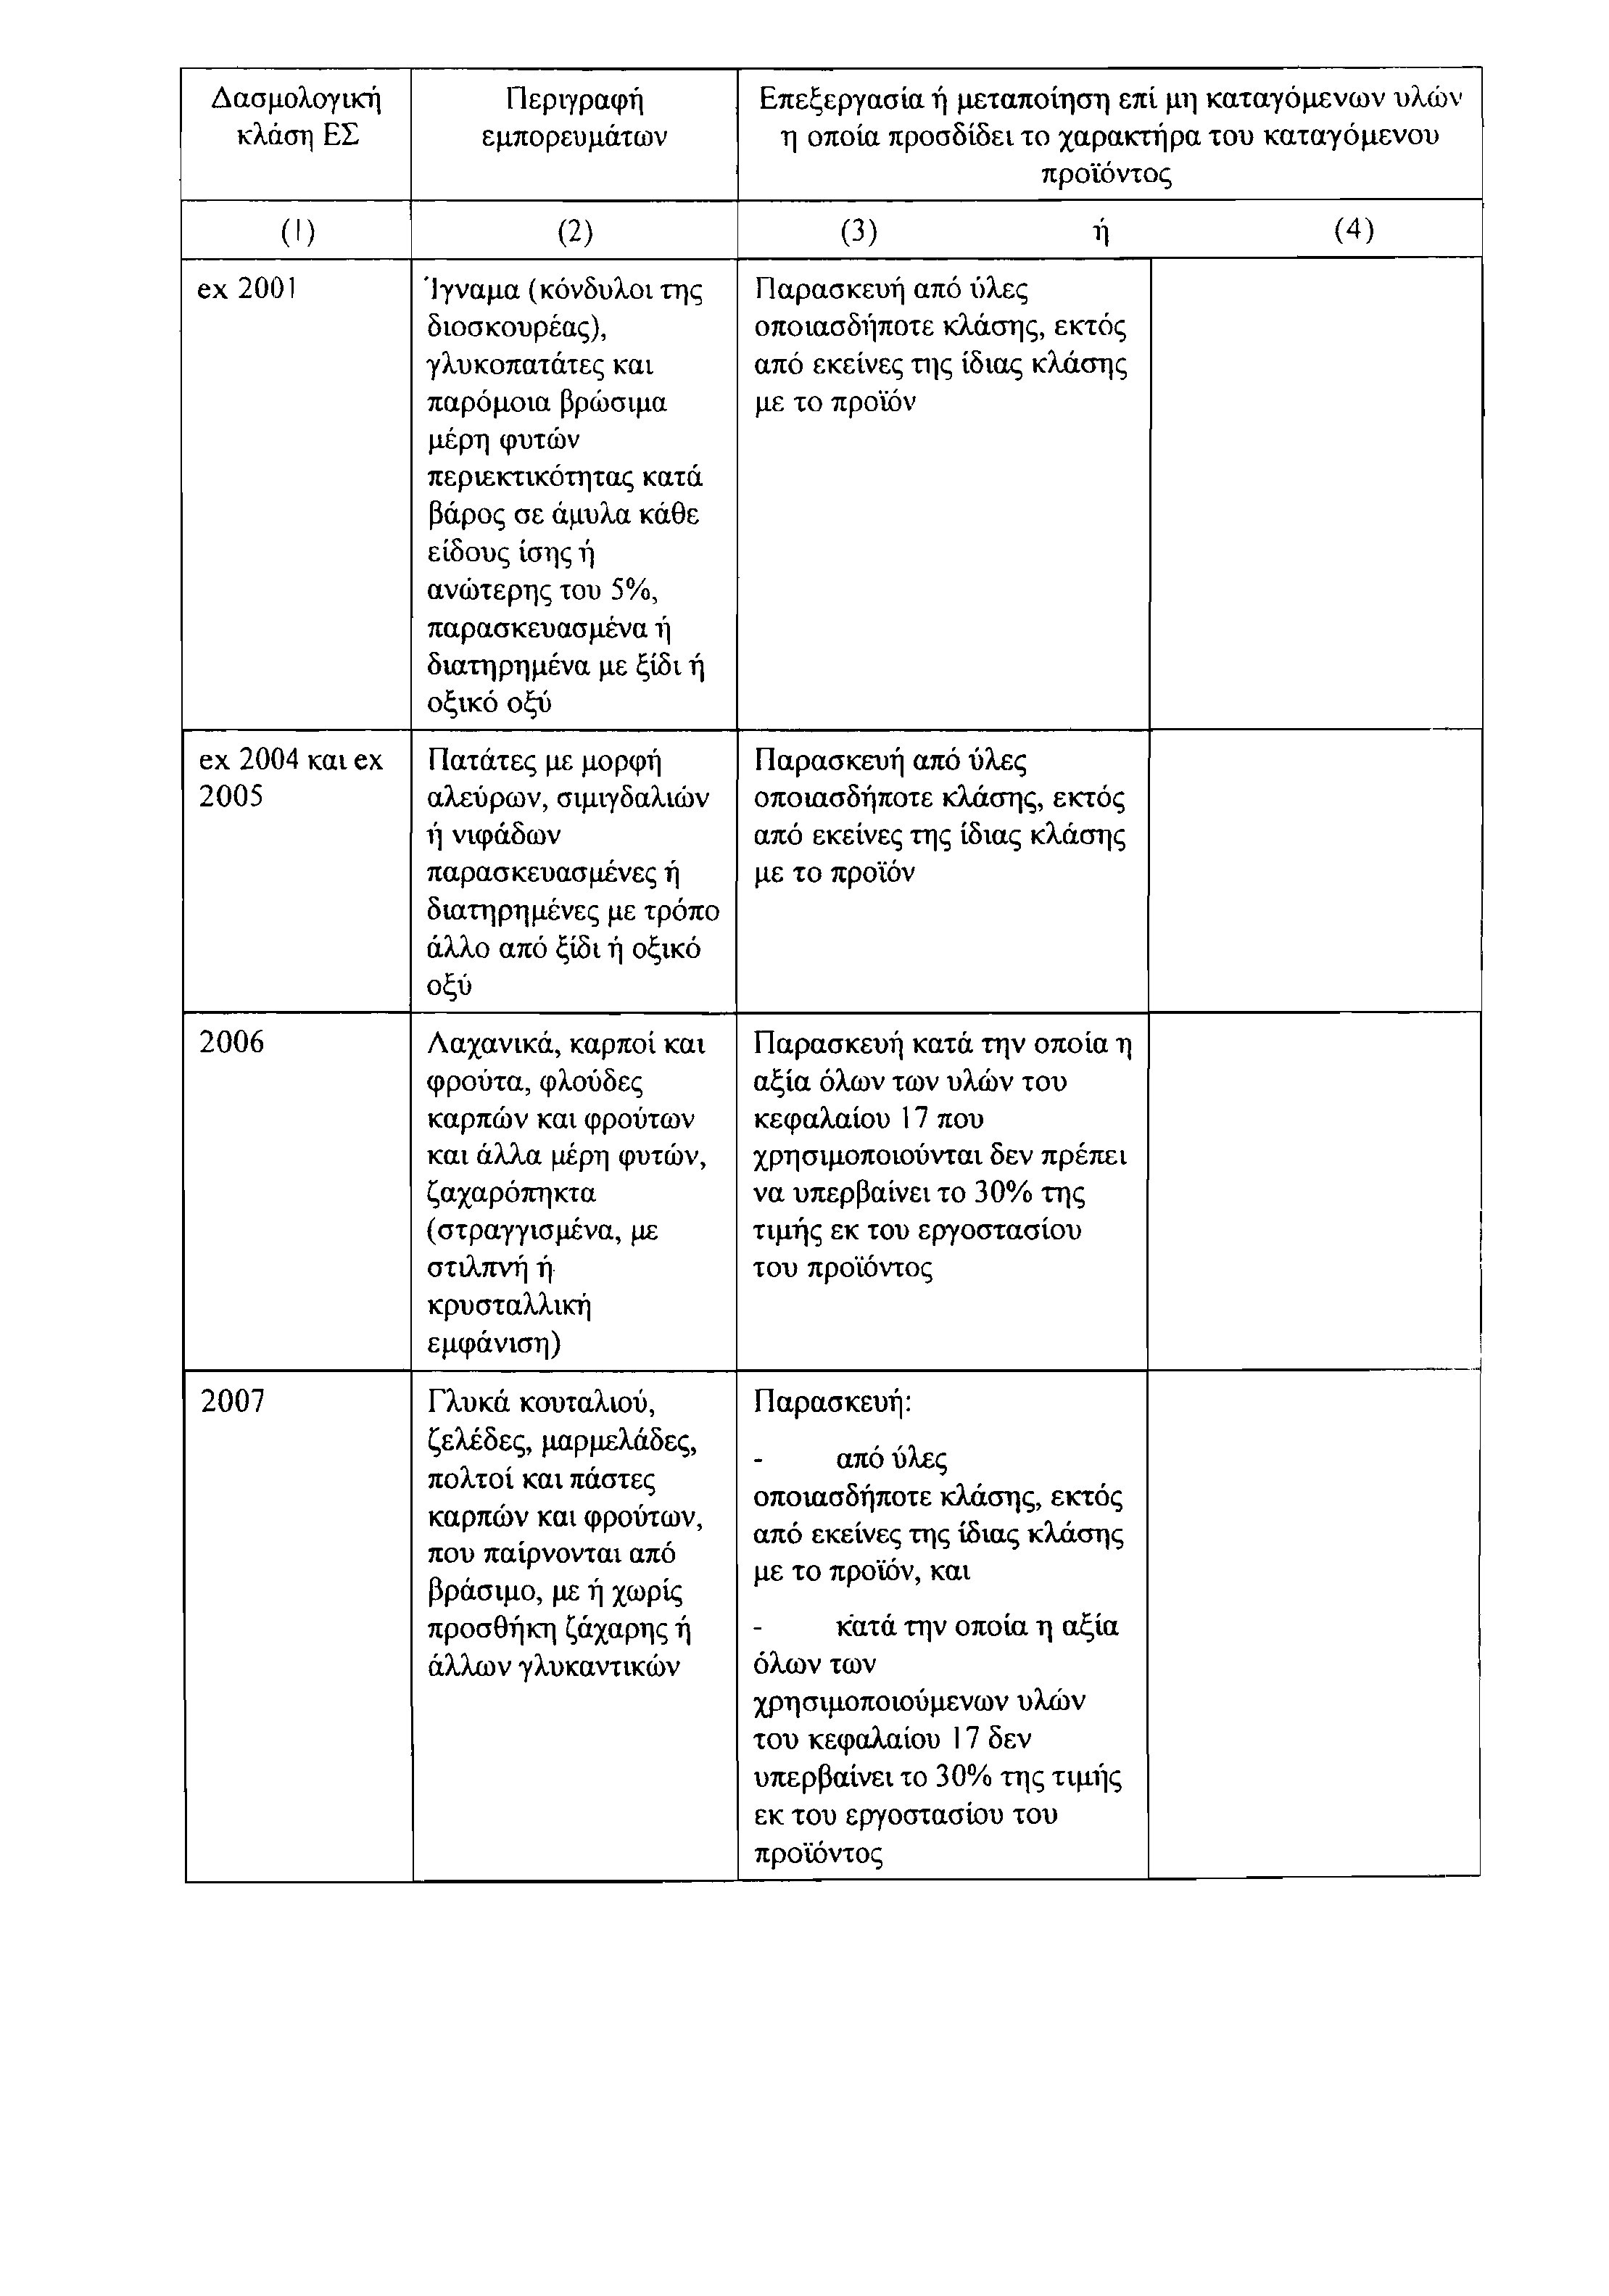 Δασμολογική
κλάση ΕΣ
Περιγραφή
εμπορευμάτων
Επεξεργασία ή μεταποίηση επί μη καταγόμενων υλών
η οποία προσδίδει το χαρακτήρα του καταγόμενου
προϊόντος
(1)
(2)
(3) ή (4)
ex 2001
Ίγναμα (κόνδυλοι της
διοσκουρέας),
γλυκοπατάτες και
παρόμοια βρώσιμα
μέρη φυτών
περιεκτικότητας κατά
βάρος σε άμυλα κάθε
είδους ίσης ή
ανώτερης του 5%,
παρασκευασμένα ή
διατηρημένα με ξίδι ή
οξικό οξύ
Παρασκευή από ύλες
οποιασδήποτε κλάσης, εκτός
από εκείνες της ίδιας κλάσης
με το προϊόν
ex 2004 και ex
2005
Πατάτες με μορφή
αλεύρων, σιμιγδαλιών
ή νιφάδων
παρασκευασμένες ή
διατηρημένες με τρόπο
άλλο από ξίδι ή οξικό
οξύ
Παρασκευή από ύλες
οποιασδήποτε κλάσης, εκτός
από εκείνες της ίδιας κλάσης
με το προϊόν
2006
Λαχανικά, καρποί και
φρούτα, φλούδες
καρπών και φρούτων
και άλλα μέρη φυτών,
ζαχαρόπηκτα
(στραγγισμένα, με
στιλπνή ή
κρυσταλλική
εμφάνιση)
Παρασκευή κατά την οποία η
αξία όλων των υλών του
κεφαλαίου 17 που
χρησιμοποιούνται δεν πρέπει
να υπερβαίνει το 30% της
τιμής εκ του εργοστασίου
του προϊόντος
2007
Γλυκά κουταλιού,
ζελέδες, μαρμελάδες,
πολτοί και πάστες
καρπών και φρούτων,
που παίρνονται από
βράσιμο, με ή χωρίς
προσθήκη ζάχαρης ή
άλλων γλυκαντικών
Παρασκευή:
- από ύλες
οποιασδήποτε κλάσης, εκτός
από εκείνες της ίδιας κλάσης
με το προϊόν, και
- κατά την οποία η αξία
όλων των
χρησιμοποιούμενων υλών
του κεφαλαίου 17 δεν
υπερβαίνει το 30% της τιμής
εκ του εργοστασίου του
προϊόντος